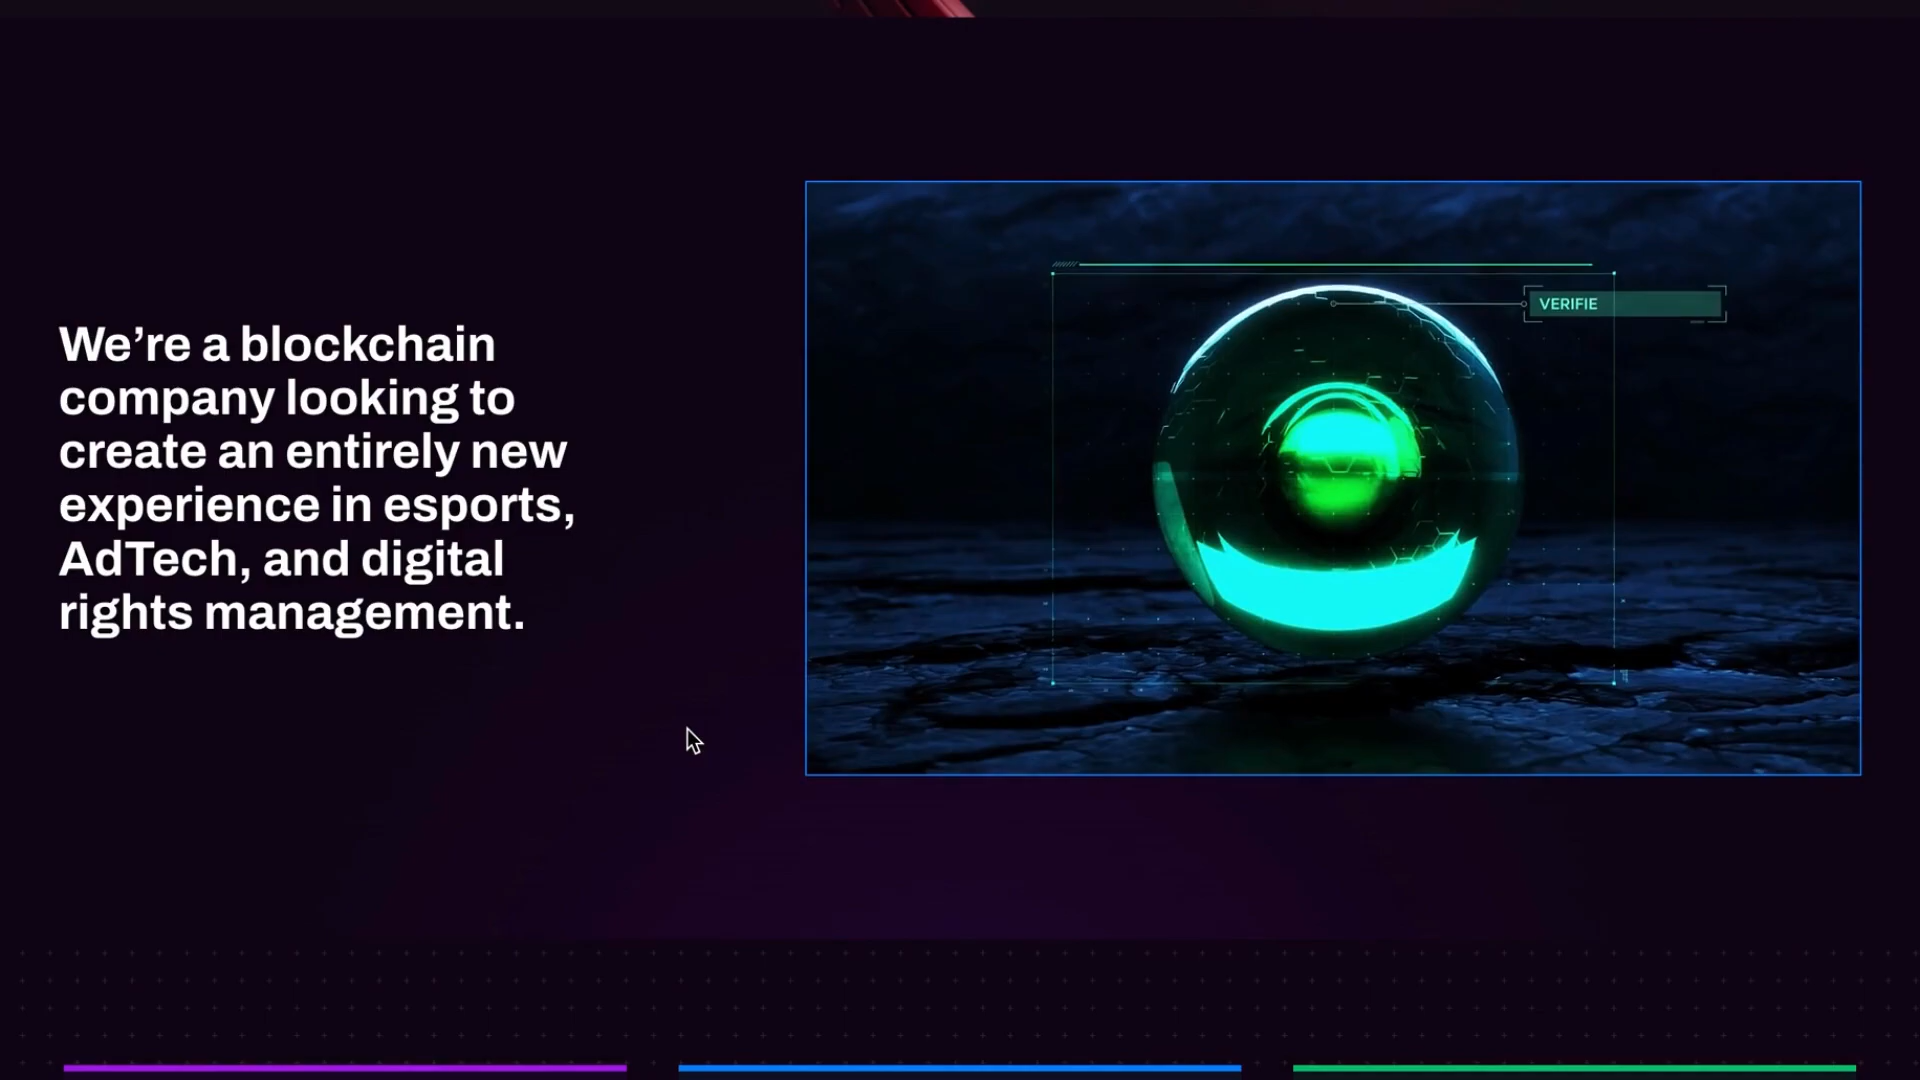 We’re a blockchain
company looking to
create an entirely new
experience in esports,
AdTech, and digital
rights management.
VERIFIE